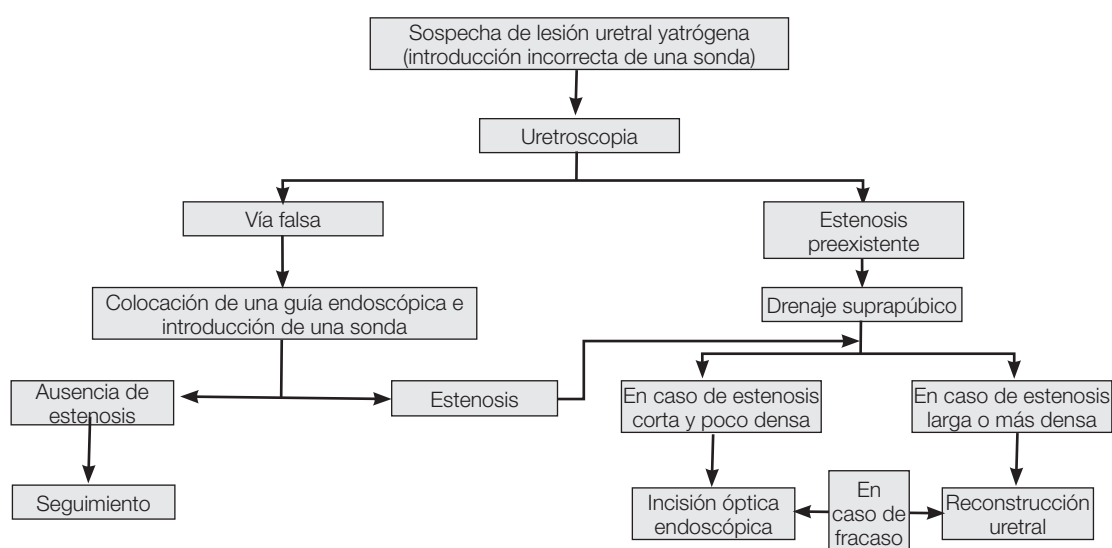 Sospecha de lesión uretral yatrógena
(introducción incorrecta de una sonda)
Uretroscopia
Vía falsa
Estenosis
preexistente
Colocación de una guía endoscópica e
introducción de una sonda
Drenaje suprapúbico
Ausencia de
estenosis
Estenosis
En caso de estenosis
corta y poco densa
En caso de estenosis
larga o más densa
Seguimiento
Incisión óptica
endoscópica
En
caso de
fracaso
Reconstrucción
uretral